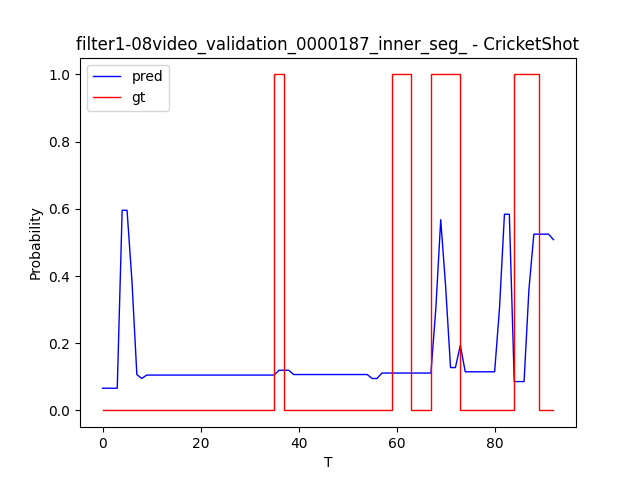 filter1-08video_validation_0000187_inner_seg_ - CricketShot
pred
gt
1.0
0.8
0.6
0.4
0.2
0.0
Probability
0
20
40
60
80
T